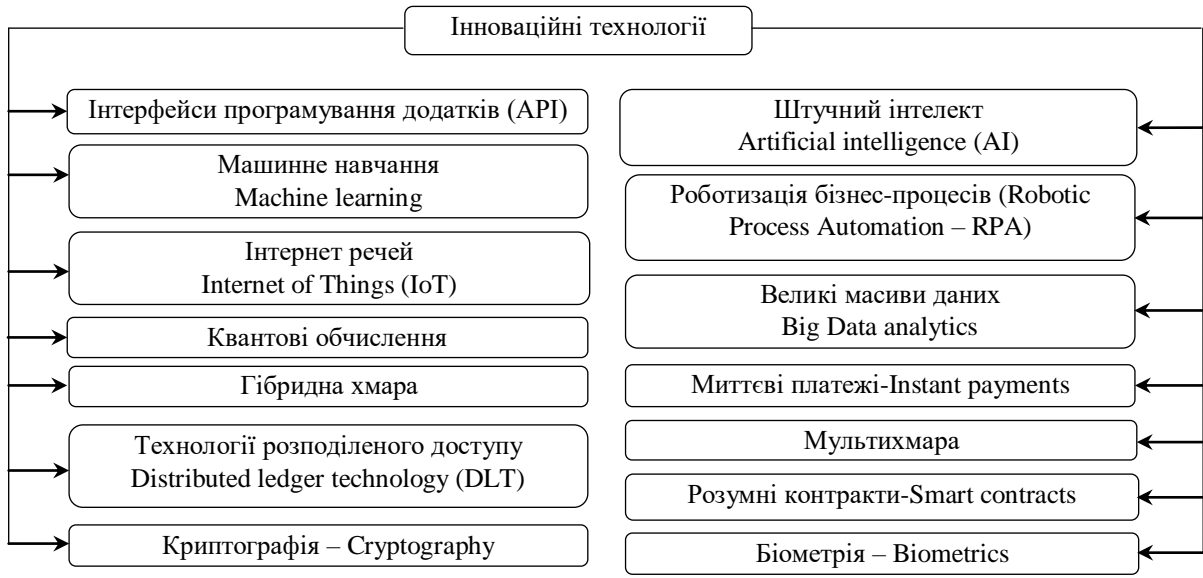 Інноваційні технології
Інтерфейси програмування додатків (API)
Машинне навчання
Machine learning
Інтернет речей
Internet of Things (IoT)
Квантові обчислення
Гібридна хмара
Технології розподіленого доступу
Distributed ledger technology (DLT)
Криптографія – Cryptography
Штучний інтелект
Artificial intelligence (AI)
Роботизація бізнес-процесів (Robotic
Process Automation – RPA)
Великі масиви даних
Big Data analytics
Миттєві платежі-Instant payments
Мультихмара
Розумні контракти-Smart contracts
Біометрія – Biometrics